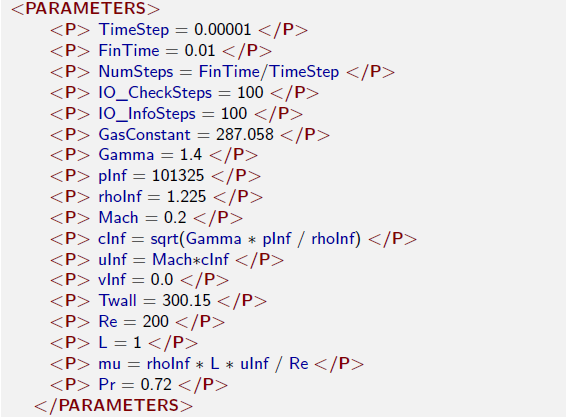 <PARAMETERS>
<P> TimeStep = 0.00001 </P>
<P> FinTime = 0.01 </P>
<P> NumSteps = FinTime/TimeStep </P>
<P> IO_CheckSteps = 100 </P>
<P> IO_InfoSteps = 100 </P>
<P> GasConstant = 287.058 </P>
<P> Gamma = 1.4 </P>
<P> pInf = 101325 </P>
<P> rhoInf = 1.225 </P>
<P> Mach = 0.2 </P>
<P> cInf = sqrt(Gamma * pInf / rhoInf) </P>
<P> uInf = Mach*cInf </P>
<P> vInf = 0.0 </P>
<P> Twall = 300.15 </P>
<P> Re = 200 </P>
<P> L = 1 </P>
<P> mu = rhoInf * L * uInf / Re </P>
<P> Pr = 0.72 </P>
</PARAMETERS>